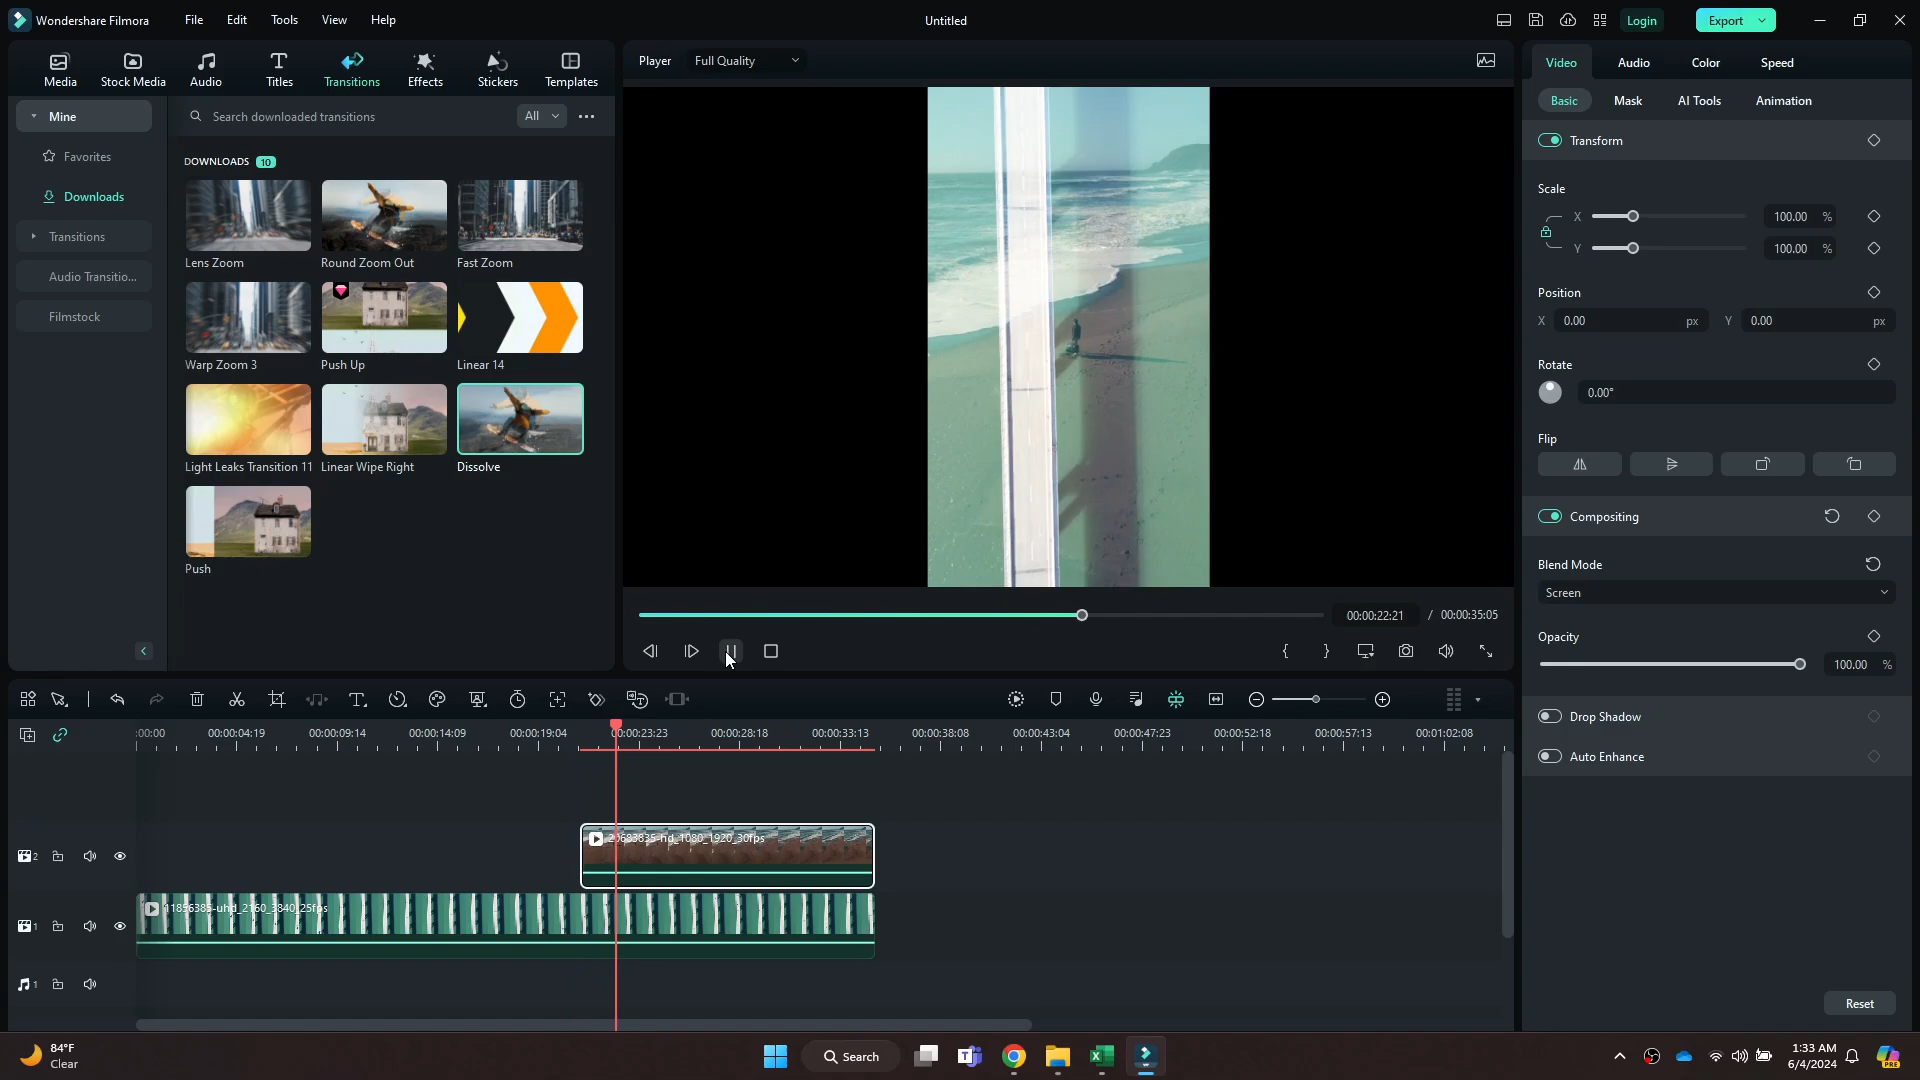 Wondershare Filmora File Edit Tools View Help Untitled Login Export
Media Stock Media Audio Titles Transitions Effects Stickers Templates
Player Full Quality
Video Audio Color Speed
Basic Mask AI Tools Animation
Mine
Favorites
Downloads
Transitions
Audio Transitio...
Filmstock
Search downloaded transitions All
DOWNLOADS 10
Lens Zoom Round Zoom Out Fast Zoom
Warp Zoom 3 Push Up Linear 14
Light Leaks Transition 11 Linear Wipe Right Dissolve
Push
00:00:22:21 / 00:00:35:05
Transform
Scale
X 100.00 %
Y 100.00 %
Position
X 0.00 px Y 0.00 px
Rotate
0.00°
Flip
Compositing
Blend Mode
Screen
Opacity
100.00 %
Drop Shadow
Auto Enhance
Reset
:00:00 00:00:04:19 00:00:09:14 00:00:14:09 00:00:19:04 00:00:23:23 00:00:28:18 00:00:33:13 00:00:38:08 00:00:43:04 00:00:47:23 00:00:52:18 00:00:57:13 00:01:02:08
2
1 11856385-uhd_2160_3840_25fps
1
84°F
Clear
Search
1:33 AM
6/4/2024
PRE